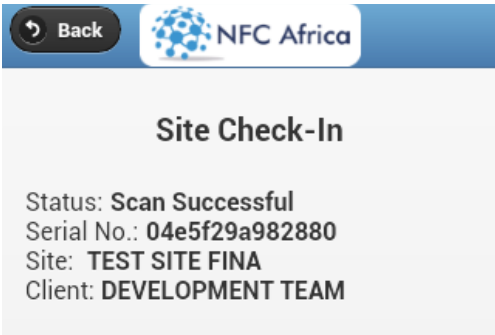 Back
NFC Africa
Site Check-In
Status: Scan Successful
Serial No.: 04e5f29a982880
Site: TEST SITE FINA
Client: DEVELOPMENT TEAM